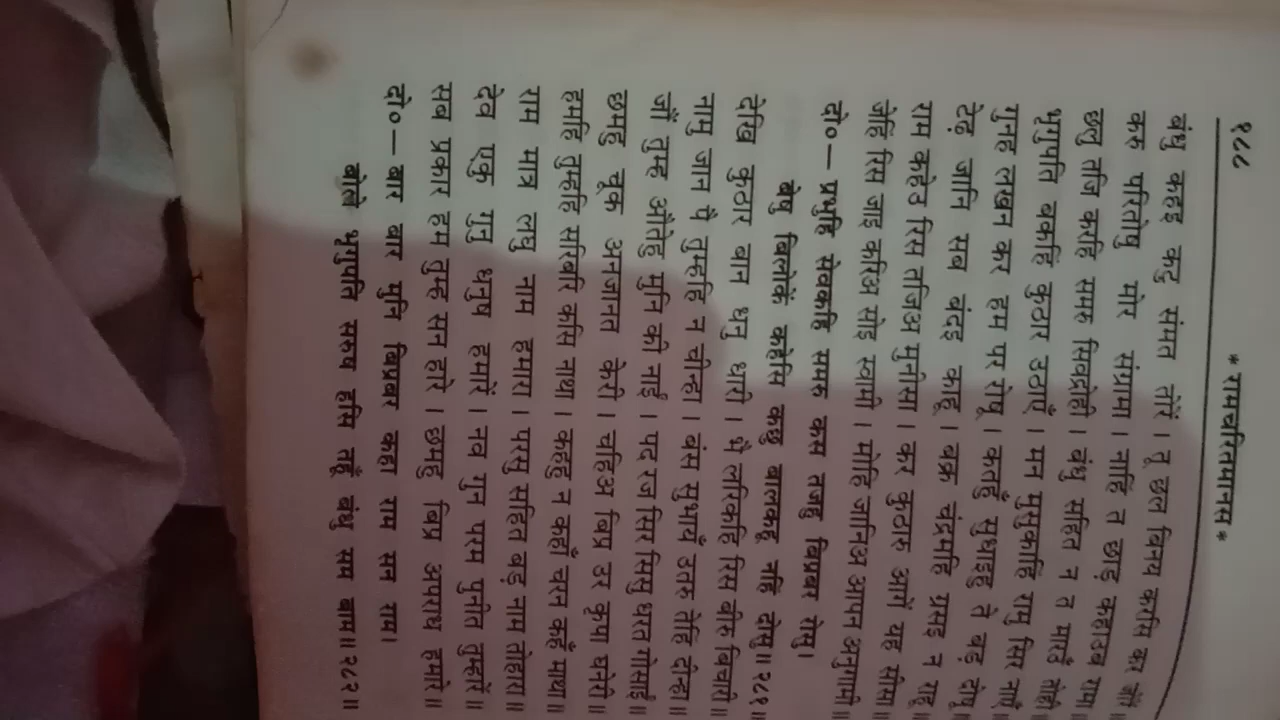 १८८
* रामचरितमानस *
बंधु कहइ कटु संमत तोरें । तू छल बिनय करसि कर जोरें ॥
करु परितोषु मोर संग्रामा । नाहिं त छाड़ कहाउब रामा ॥
छलु तजि करहि समरु सिवद्रोही । बंधु सहित न त मारउँ तोही ॥
भृगुपति बकहिं कुठार उठाएँ । मन मुसुकाहिं रामु सिर नाएँ ॥
गुनह लखन कर हम पर रोषू । कतहुँ सुधाइहु ते बड़ दोषू ॥
टेढ़ जानि सब बंदइ काहू । बक्र चंद्रमहि ग्रसइ न राहू ॥
राम कहेउ रिस तजिअ मुनीसा । कर कुठारु आगें यह सीसा ॥
जेहिं रिस जाइ करिअ सोइ स्वामी । मोहि जानिअ आपन अनुगामी ॥
दो०— प्रभुहि सेवकहि समरु कस तजहु बिप्रबर रोसु ।
बेषु बिलोकें कहेसि कछु बालकहू नहिं दोसु ॥ २८१ ॥
देखि कुठार बान धनु धारी । भै लरिकहि रिस बीरु बिचारी ॥
नामु जान पै तुम्हहि न चीन्हा । बंस सुभायँ उतरु तेहिं दीन्हा ॥
जौं तुम्ह औतेहु मुनि की नाईं । पद रज सिर सिसु धरत गोसाईं ॥
छमहु चूक अनजानत केरी । चहिअ बिप्र उर कृपा घनेरी ॥
हमहि तुम्हहि सरिबरि कसि नाथा । कहहु न कहाँ चरन कहँ माथा ॥
राम मात्र लघु नाम हमारा । परसु सहित बड़ नाम तोहारा ॥
देव एकु गुनु धनुष हमारें । नव गुन परम पुनीत तुम्हारें ॥
सब प्रकार हम तुम्ह सन हारे । छमहु बिप्र अपराध हमारे ॥
दो०— बार बार मुनि बिप्रबर कहा राम सन राम ।
बोले भृगुपति सरुष हसि तहूँ बंधु सम बाम ॥ २८२ ॥